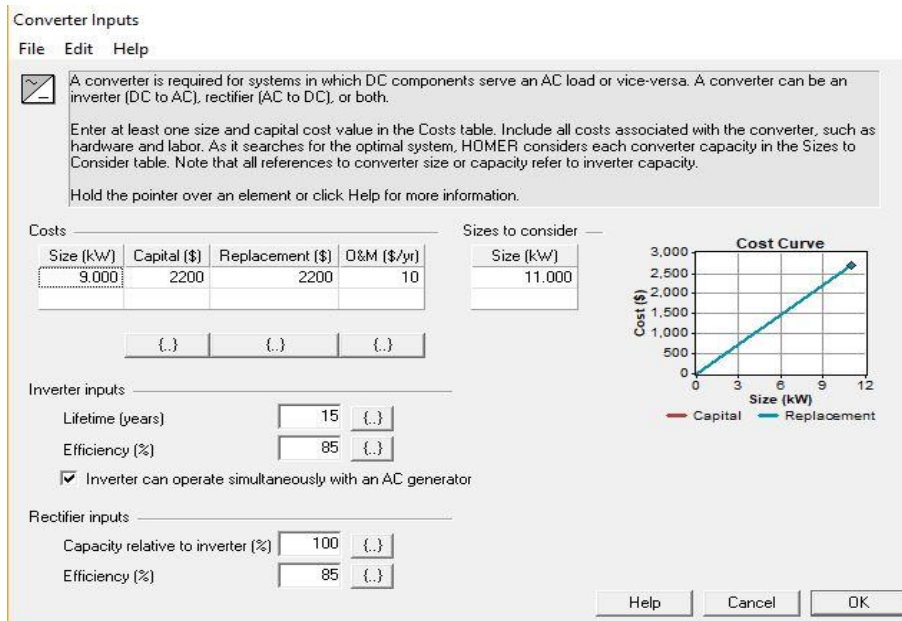 Converter Inputs
File Edit Help
A converter is required for systems in which DC components serve an AC load or vice-versa. A converter can be an
inverter (DC to AC), rectifier (AC to DC), or both.
Enter at least one size and capital cost value in the Costs table. Include all costs associated with the converter, such as
hardware and labor. As it searches for the optimal system, HOMER considers each converter capacity in the Sizes to
Consider table. Note that all references to converter size or capacity refer to inverter capacity.
Hold the pointer over an element or click Help for more information.
Costs
Size (kW) Capital ($) Replacement ($) O&M ($/yr)
9.000 2200 2200 10
{..} {..} {..}
Sizes to consider
Size (kW)
11.000
Cost Curve
Cost ($)
3,000
2,500
2,000
1,500
1,000
500
0
0 3 6 9 12
Size (kW)
Capital Replacement
Inverter inputs
Lifetime (years) 15 {..}
Efficiency (%) 85 {..}
Inverter can operate simultaneously with an AC generator
Rectifier inputs
Capacity relative to inverter (%) 100 {..}
Efficiency (%) 85 {..}
Help Cancel OK